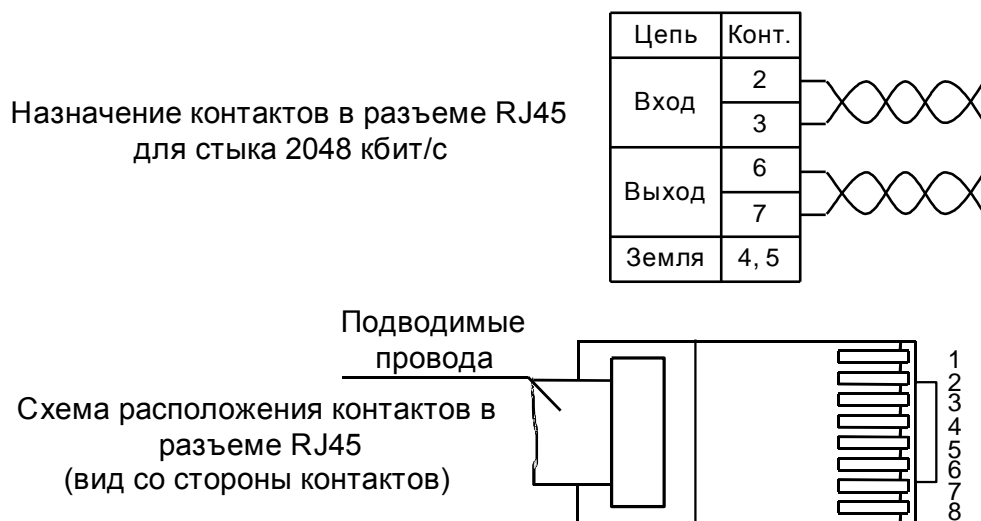 Назначение контактов в разъеме RJ45
для стыка 2048 кбит/с
Цепь Конт.
Вход 2
3
Выход 6
7
Земля 4, 5
Подводимые
провода
Схема расположения контактов в
разъеме RJ45
(вид со стороны контактов)
1
2
3
4
5
6
7
8